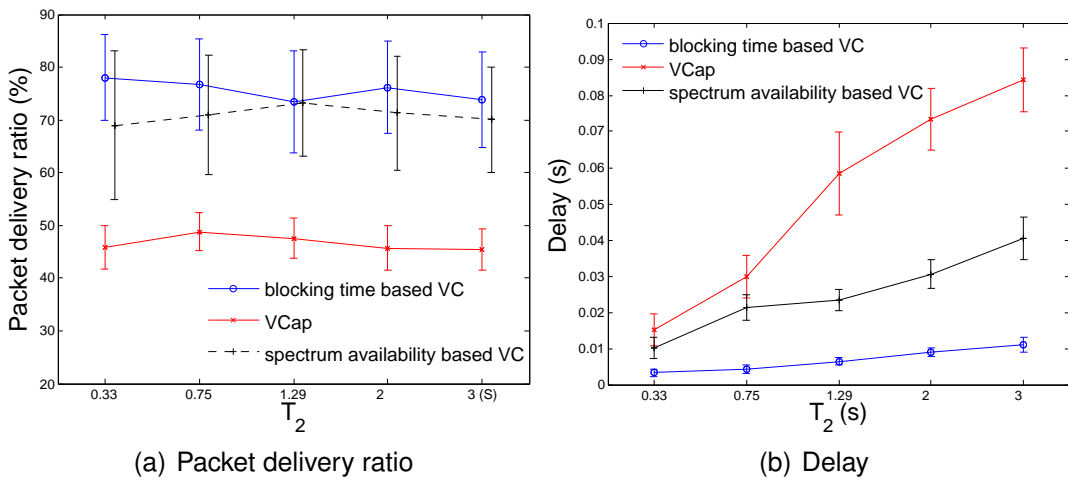 90
80
70
60
50
40
30
20
Packet delivery ratio (%)
blocking time based VC
VCap
spectrum availability based VC
0.33 0.75 1.29 2 3 (S)
T2
(a) Packet delivery ratio
0.1
0.09
0.08
0.07
0.06
0.05
0.04
0.03
0.02
0.01
0
Delay (s)
blocking time based VC
VCap
spectrum availability based VC
0.33 0.75 1.29 2 3
T2 (s)
(b) Delay